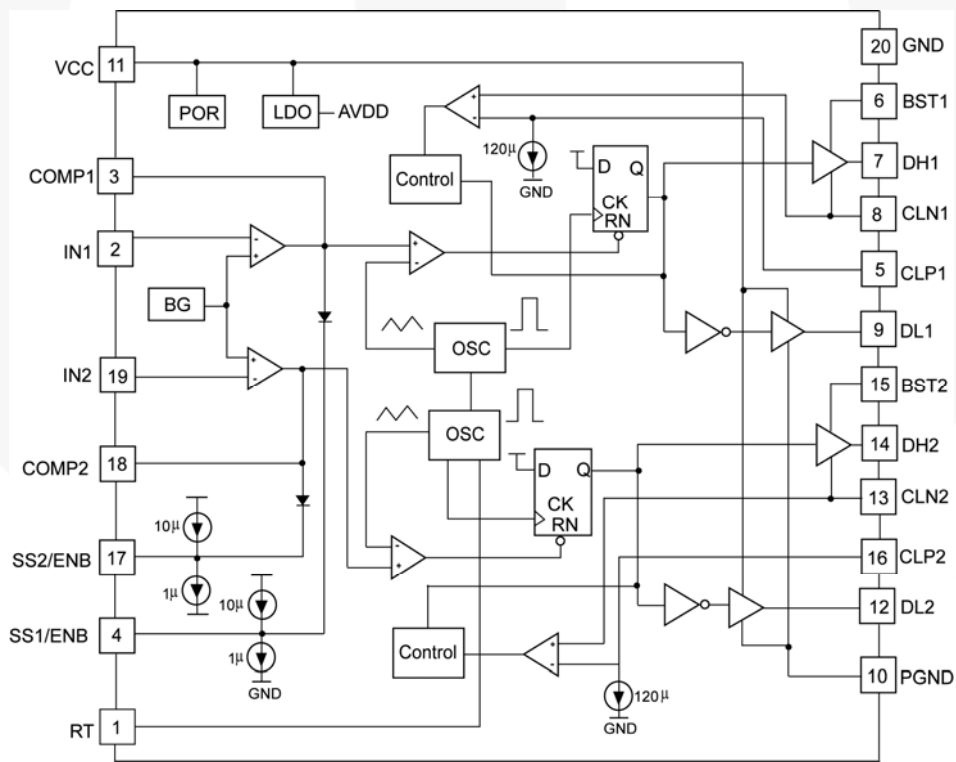 VCC 11
POR
LDO AVDD
20 GND
6 BST1
7 DH1
8 CLN1
5 CLP1
9 DL1
15 BST2
14 DH2
13 CLN2
16 CLP2
12 DL2
10 PGND
COMP1 3
IN1 2
BG
IN2 19
COMP2 18
SS2/ENB 17
SS1/ENB 4
RT 1
+
-
120µ
GND
Control
D Q
CK
RN
-
+
+
-
OSC
+
-
OSC
D Q
CK
RN
-
+
10µ
1µ
10µ
1µ
GND
Control
+
-
120µ
GND